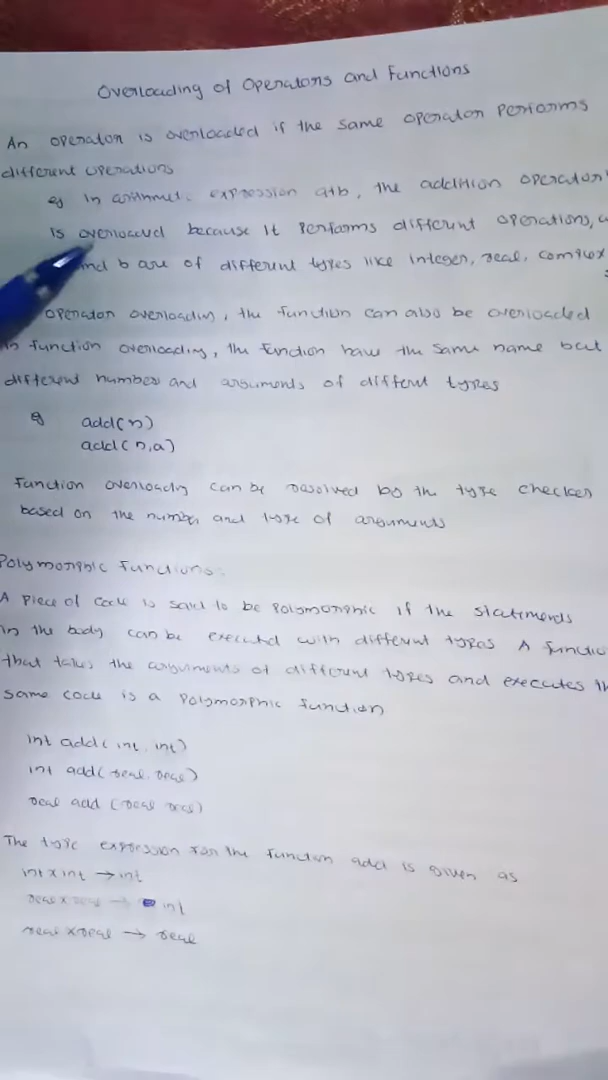 Overloading of Operators and Functions
An operator is overloaded if the same operator performs
different operations
eg In arithmetic expression a+b, the addition operator
is overloaded because it performs different operations,
and b are of different types like integer, real, complex
operator overloading, the function can also be overloaded
In function overloading, the function have the same name but
different number and arguments of different types
eg add(n)
add(n,a)
Function overloading can be resolved by the type checker
based on the number and type of arguments
Polymorphic Functions:
A piece of code is said to be polymorphic if the statements
in the body can be executed with different types A function
that takes the arguments of different types and executes the
same code is a polymorphic function
int add(int, int)
int add(real, real)
real add (real real)
The type expression for the function add is given as
int x int → int
real x real → int
real x real → real